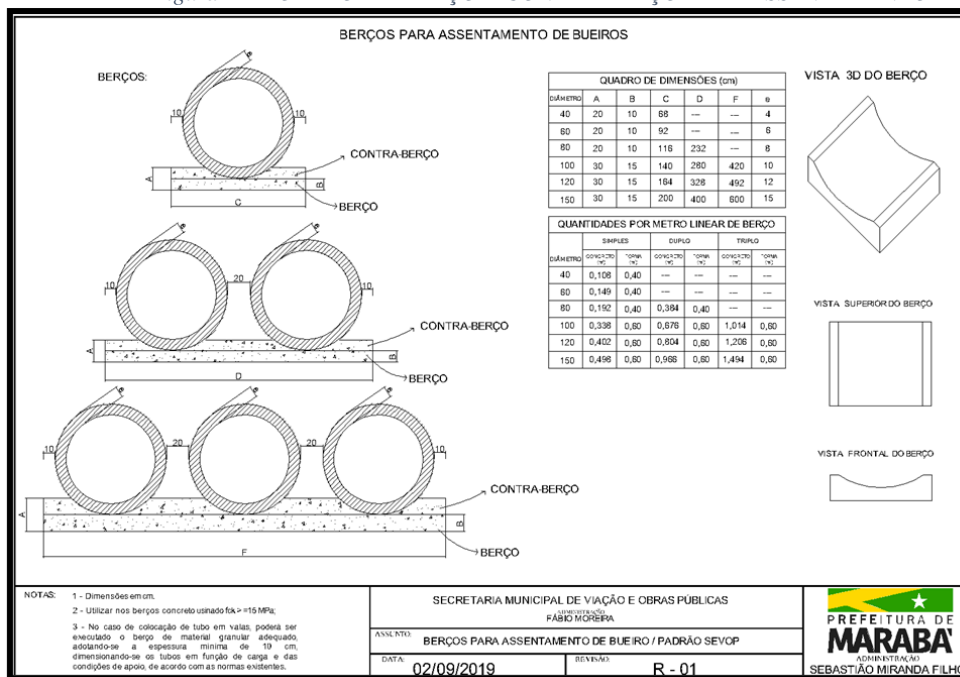 BERÇOS PARA ASSENTAMENTO DE BUEIROS
BERÇOS:
e
10
10
CONTRA-BERÇO
A
B
BERÇO
C
e
e
10
20
10
CONTRA-BERÇO
A
B
BERÇO
D
e
e
e
10
20
20
10
CONTRA-BERÇO
A
B
BERÇO
F
QUADRO DE DIMENSÕES (cm)
DIÂMETRO A B C D F e
40 20 10 68 --- --- 4
60 20 10 92 --- --- 6
80 20 10 116 232 --- 8
100 30 15 140 280 420 10
120 30 15 164 328 492 12
150 30 15 200 400 600 15
QUANTIDADES POR METRO LINEAR DE BERÇO
SIMPLES DUPLO TRIPLO
DIÂMETRO CONCRETO FORMA CONCRETO FORMA CONCRETO FORMA
40 0,108 0,40 --- --- --- ---
60 0,149 0,40 --- --- --- ---
80 0,192 0,40 0,384 0,40 --- ---
100 0,338 0,60 0,676 0,60 1,014 0,60
120 0,402 0,60 0,804 0,60 1,206 0,60
150 0,498 0,60 0,966 0,60 1,494 0,60
VISTA 3D DO BERÇO
VISTA SUPERIOR DO BERÇO
VISTA FRONTAL DO BERÇO
NOTAS:
1 - Dimensões em cm.
2 - Utilizar nos berços concreto usinado fck > =15 MPa;
3 - No caso de colocação de tubo em valas, poderá ser
executado o berço de material granular adequado,
adotando-se a espessura mínima de 10 cm,
dimensionando-se os tubos em função de carga e das
condições de apoio, de acordo com as normas existentes.
SECRETARIA MUNICIPAL DE VIAÇÃO E OBRAS PÚBLICAS
ADMINISTRAÇÃO
FÁBIO MOREIRA
ASSUNTO:
BERÇOS PARA ASSENTAMENTO DE BUEIRO / PADRÃO SEVOP
DATA:
02/09/2019
REVISÃO:
R - 01
PREFEITURA DE
MARABÁ
ADMINISTRAÇÃO
SEBASTIÃO MIRANDA FILHO